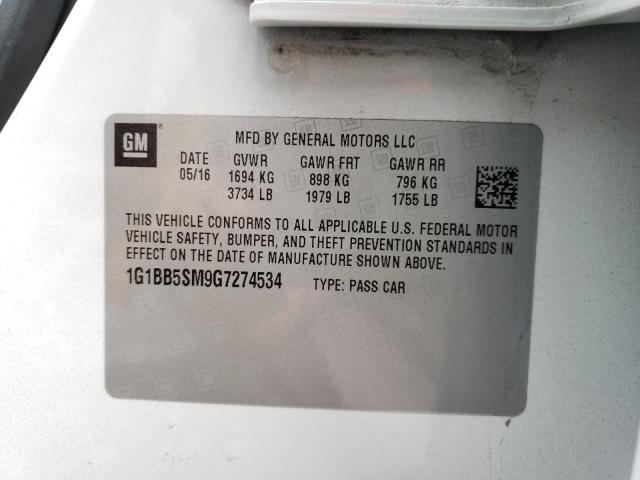 GM
MFD BY GENERAL MOTORS LLC
DATE GVWR GAWR FRT GAWR RR
05/16 1694 KG 898 KG 796 KG
3734 LB 1979 LB 1755 LB
THIS VEHICLE CONFORMS TO ALL APPLICABLE U.S. FEDERAL MOTOR
VEHICLE SAFETY, BUMPER, AND THEFT PREVENTION STANDARDS IN
EFFECT ON THE DATE OF MANUFACTURE SHOWN ABOVE.
1G1BB5SM9G7274534 TYPE: PASS CAR